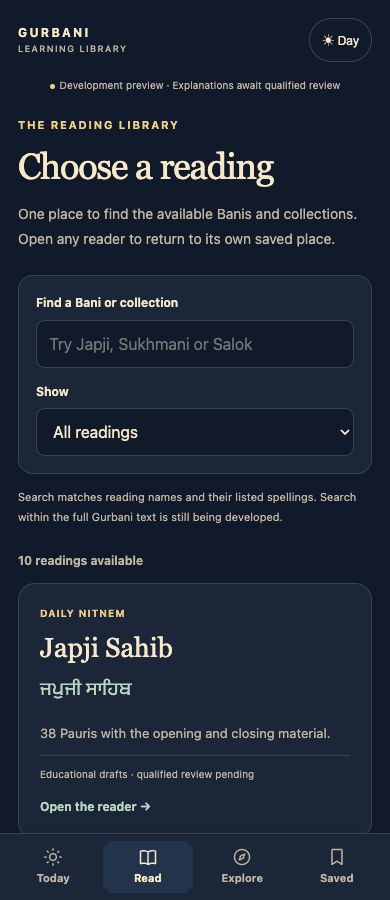 GURBANI
LEARNING LIBRARY
☀ Day
Development preview · Explanations await qualified review
THE READING LIBRARY
Choose a reading
One place to find the available Banis and collections.
Open any reader to return to its own saved place.
Find a Bani or collection
Try Japji, Sukhmani or Salok
Show
All readings
Search matches reading names and their listed spellings. Search
within the full Gurbani text is still being developed.
10 readings available
DAILY NITNEM
Japji Sahib
ਜਪੁਜੀ ਸਾਹਿਬ
38 Pauris with the opening and closing material.
Educational drafts · qualified review pending
Open the reader →
Today
Read
Explore
Saved